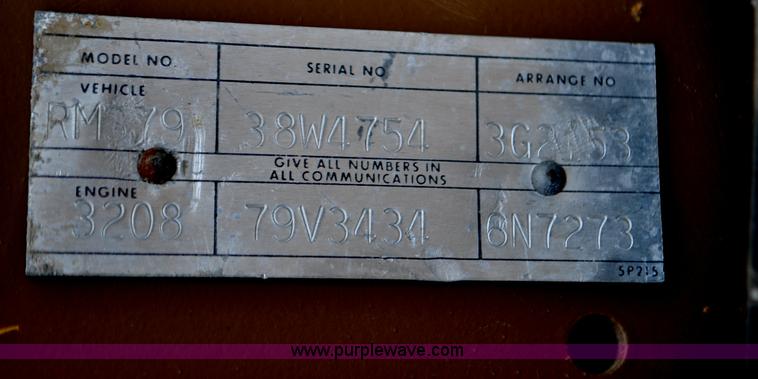 MODEL NO. SERIAL NO ARRANGE NO
VEHICLE
RM 79 38W4754
GIVE ALL NUMBERS IN
ALL COMMUNICATIONS
ENGINE
3208 79V3434 6N7273
SP215
www.purplewave.com